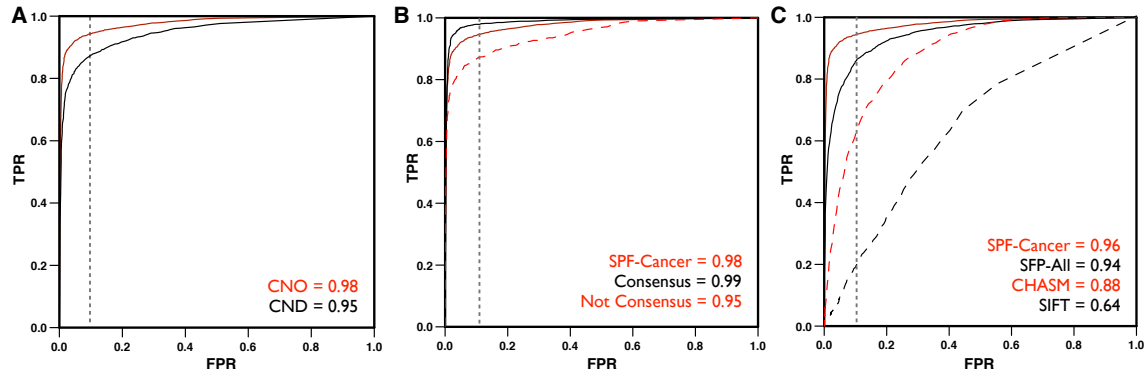 A
1.0
0.8
0.6
0.4
0.2
0.0
TPR
0.0 0.2 0.4 0.6 0.8 1.0
FPR
CNO = 0.98
CND = 0.95
B
1.0
0.8
0.6
0.4
0.2
0.0
TPR
0.0 0.2 0.4 0.6 0.8 1.0
FPR
SPF-Cancer = 0.98
Consensus = 0.99
Not Consensus = 0.95
C
1.0
0.8
0.6
0.4
0.2
0.0
TPR
0.0 0.2 0.4 0.6 0.8 1.0
FPR
SPF-Cancer = 0.96
SFP-All = 0.94
CHASM = 0.88
SIFT = 0.64